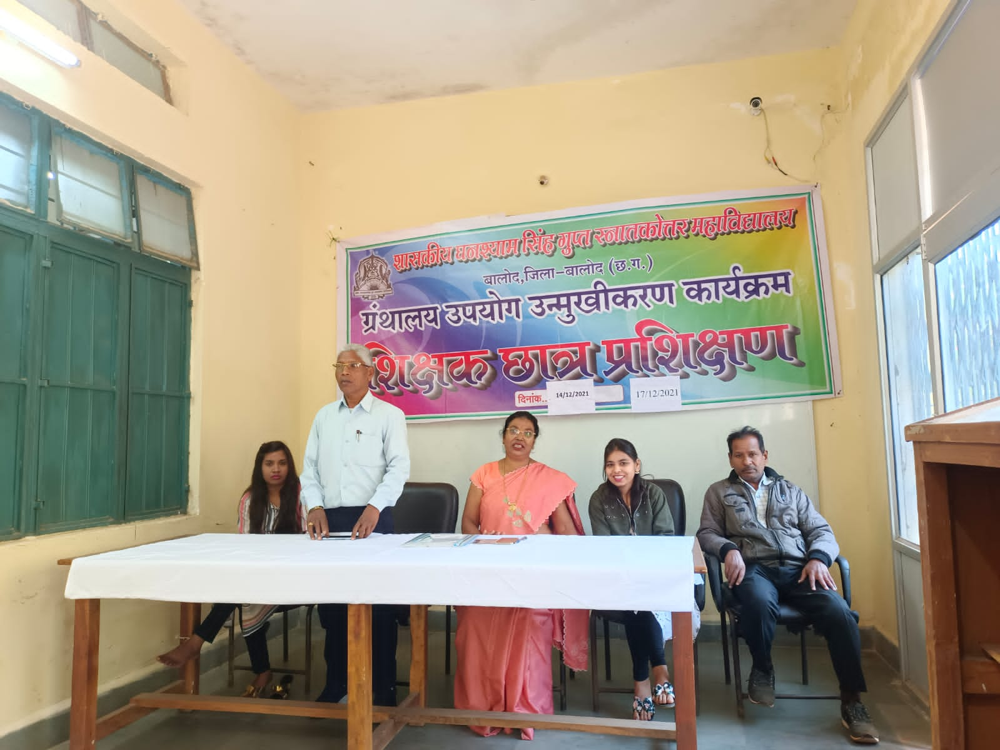 शासकीय घनश्याम सिंह गुप्त स्नातकोत्तर महाविद्यालय
बालोद,जिला-बालोद (छ.ग.)
ग्रंथालय उपयोग उन्मुखीकरण कार्यक्रम
शिक्षक छात्र प्रशिक्षण
दिनांक.. 14/12/2021 17/12/2021